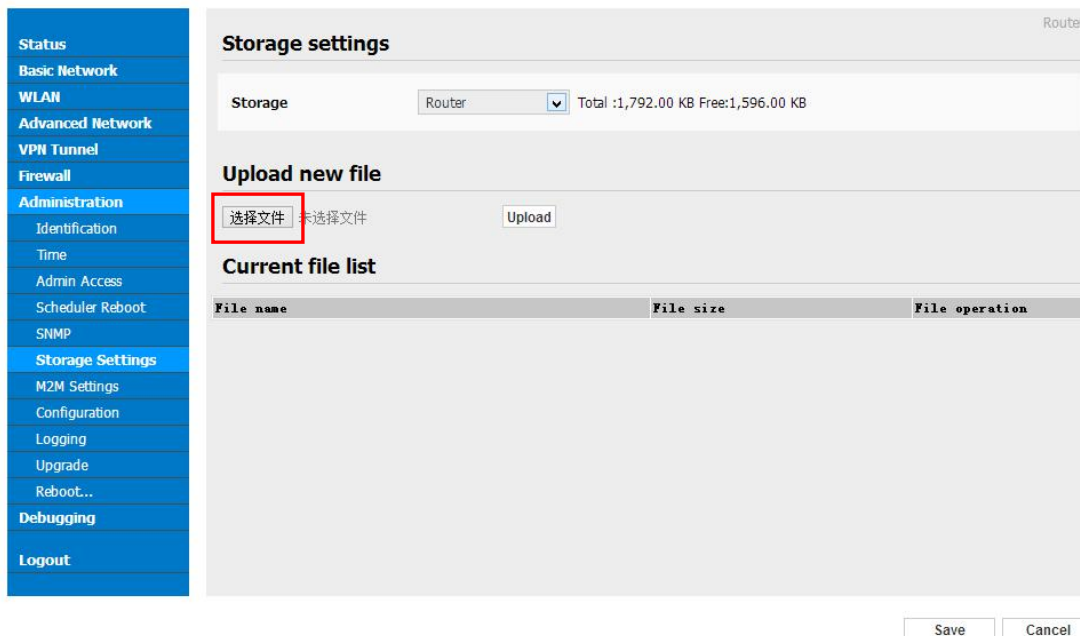 Route
Status
Basic Network
WLAN
Advanced Network
VPN Tunnel
Firewall
Administration
Identification
Time
Admin Access
Scheduler Reboot
SNMP
Storage Settings
M2M Settings
Configuration
Logging
Upgrade
Reboot...
Debugging
Logout
Storage settings
Storage Router Total :1,792.00 KB Free:1,596.00 KB
Upload new file
选择文件 未选择文件 Upload
Current file list
File name File size File operation
Save Cancel